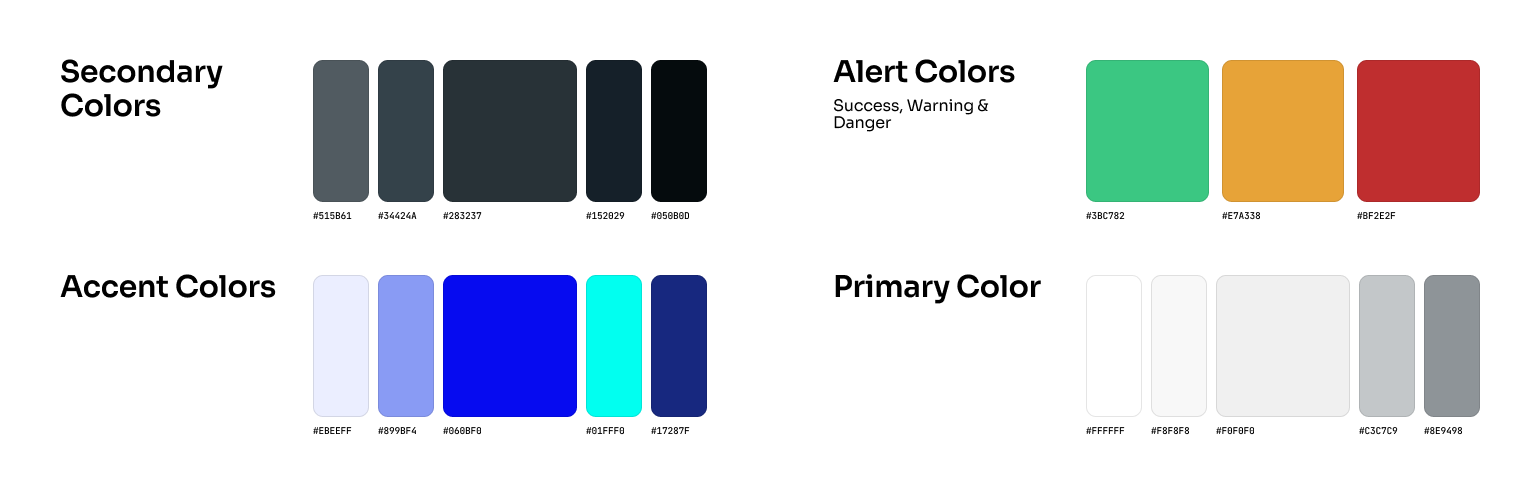 Secondary
Colors
#515B61
#34424A
#283237
#152029
#050B0D
Alert Colors
Success, Warning &
Danger
#3BC782
#E7A338
#BF2E2F
Accent Colors
#EBEEFF
#899BF4
#060BF0
#01FFF0
#17287F
Primary Color
#FFFFFF
#F8F8F8
#F0F0F0
#C3C7C9
#8E9498